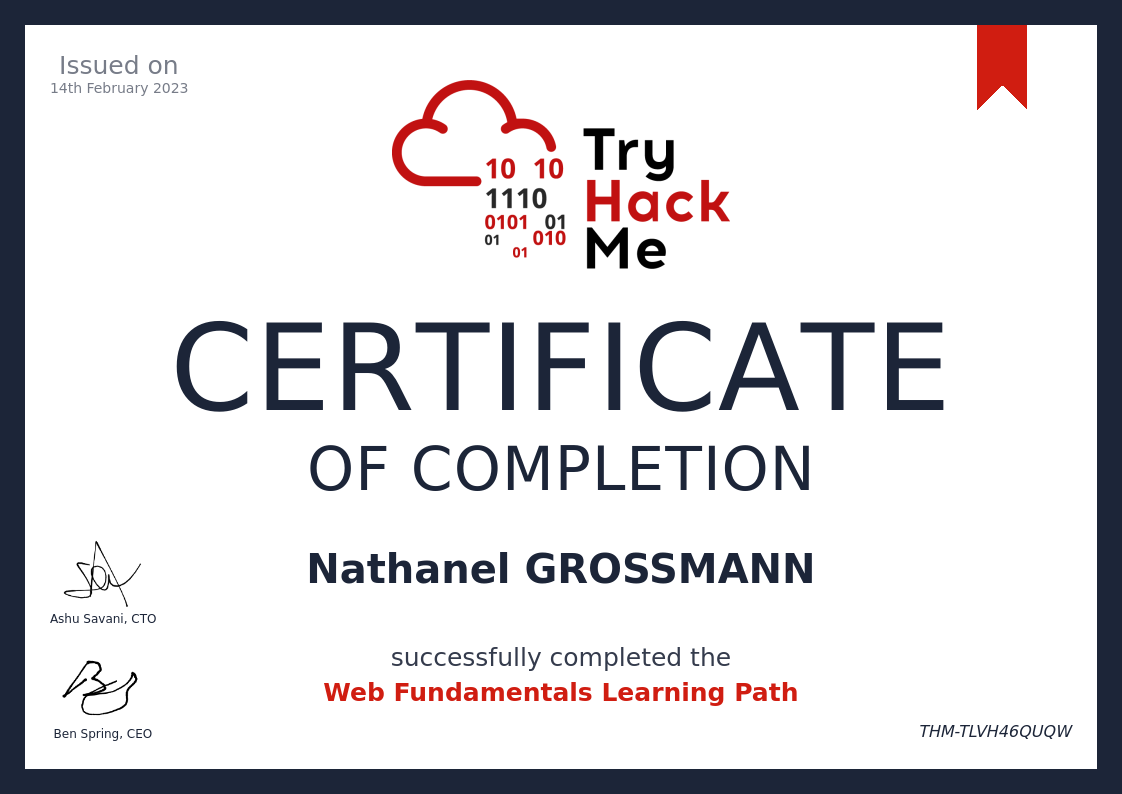 Issued on
14th February 2023
10 10
1110
0101 01
01 010
01
Try
Hack
Me
CERTIFICATE
OF COMPLETION
Nathanel GROSSMANN
Ashu Savani, CTO
successfully completed the
Web Fundamentals Learning Path
Ben Spring, CEO
THM-TLVH46QUQW